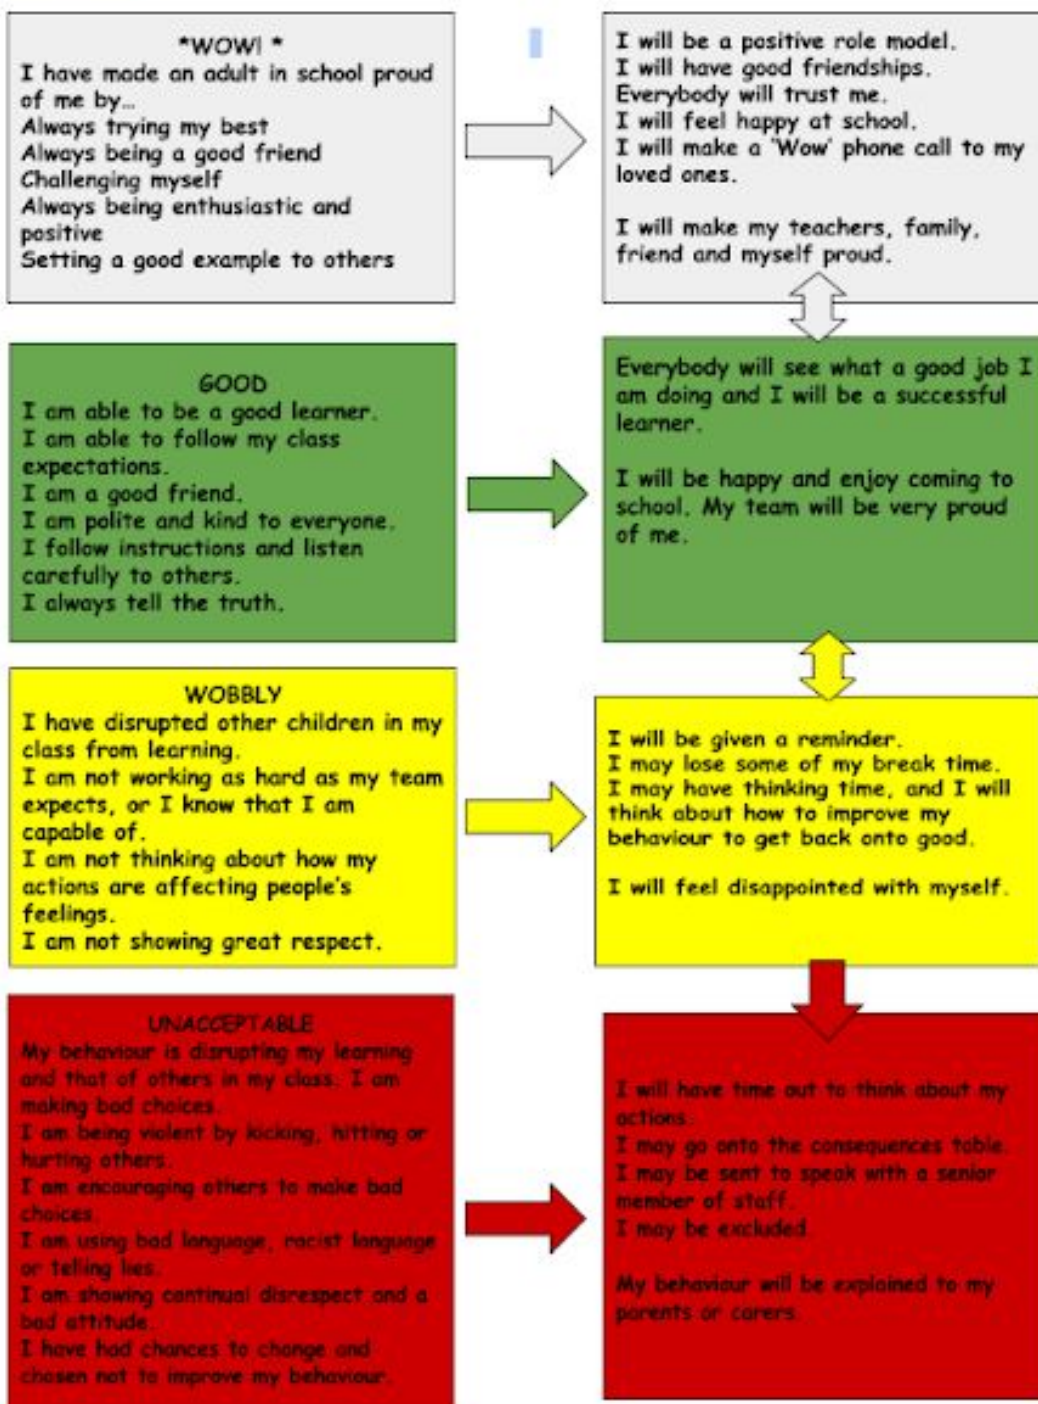 *WOW! *
I have made an adult in school proud
of me by…
Always trying my best
Always being a good friend
Challenging myself
Always being enthusiastic and
positive
Setting a good example to others
I will be a positive role model.
I will have good friendships.
Everybody will trust me.
I will feel happy at school.
I will make a 'Wow' phone call to my
loved ones.
I will make my teachers, family,
friend and myself proud.
GOOD
I am able to be a good learner.
I am able to follow my class
expectations.
I am a good friend.
I am polite and kind to everyone.
I follow instructions and listen
carefully to others.
I always tell the truth.
Everybody will see what a good job I
am doing and I will be a successful
learner.
I will be happy and enjoy coming to
school. My team will be very proud
of me.
WOBBLY
I have disrupted other children in my
class from learning.
I am not working as hard as my team
expects, or I know that I am
capable of.
I am not thinking about how my
actions are affecting people's
feelings.
I am not showing great respect.
I will be given a reminder.
I may lose some of my break time.
I may have thinking time, and I will
think about how to improve my
behaviour to get back onto good.
I will feel disappointed with myself.
UNACCEPTABLE
My behaviour is disrupting my learning
and that of others in my class. I am
making bad choices.
I am being violent by kicking, hitting or
hurting others.
I am encouraging others to make bad
choices.
I am using bad language, racist language
or telling lies.
I am showing continual disrespect and a
bad attitude.
I have had chances to change and
chosen not to improve my behaviour.
I will have time out to think about my
actions.
I may go onto the consequences table.
I may be sent to speak with a senior
member of staff.
I may be excluded.
My behaviour will be explained to my
parents or carers.